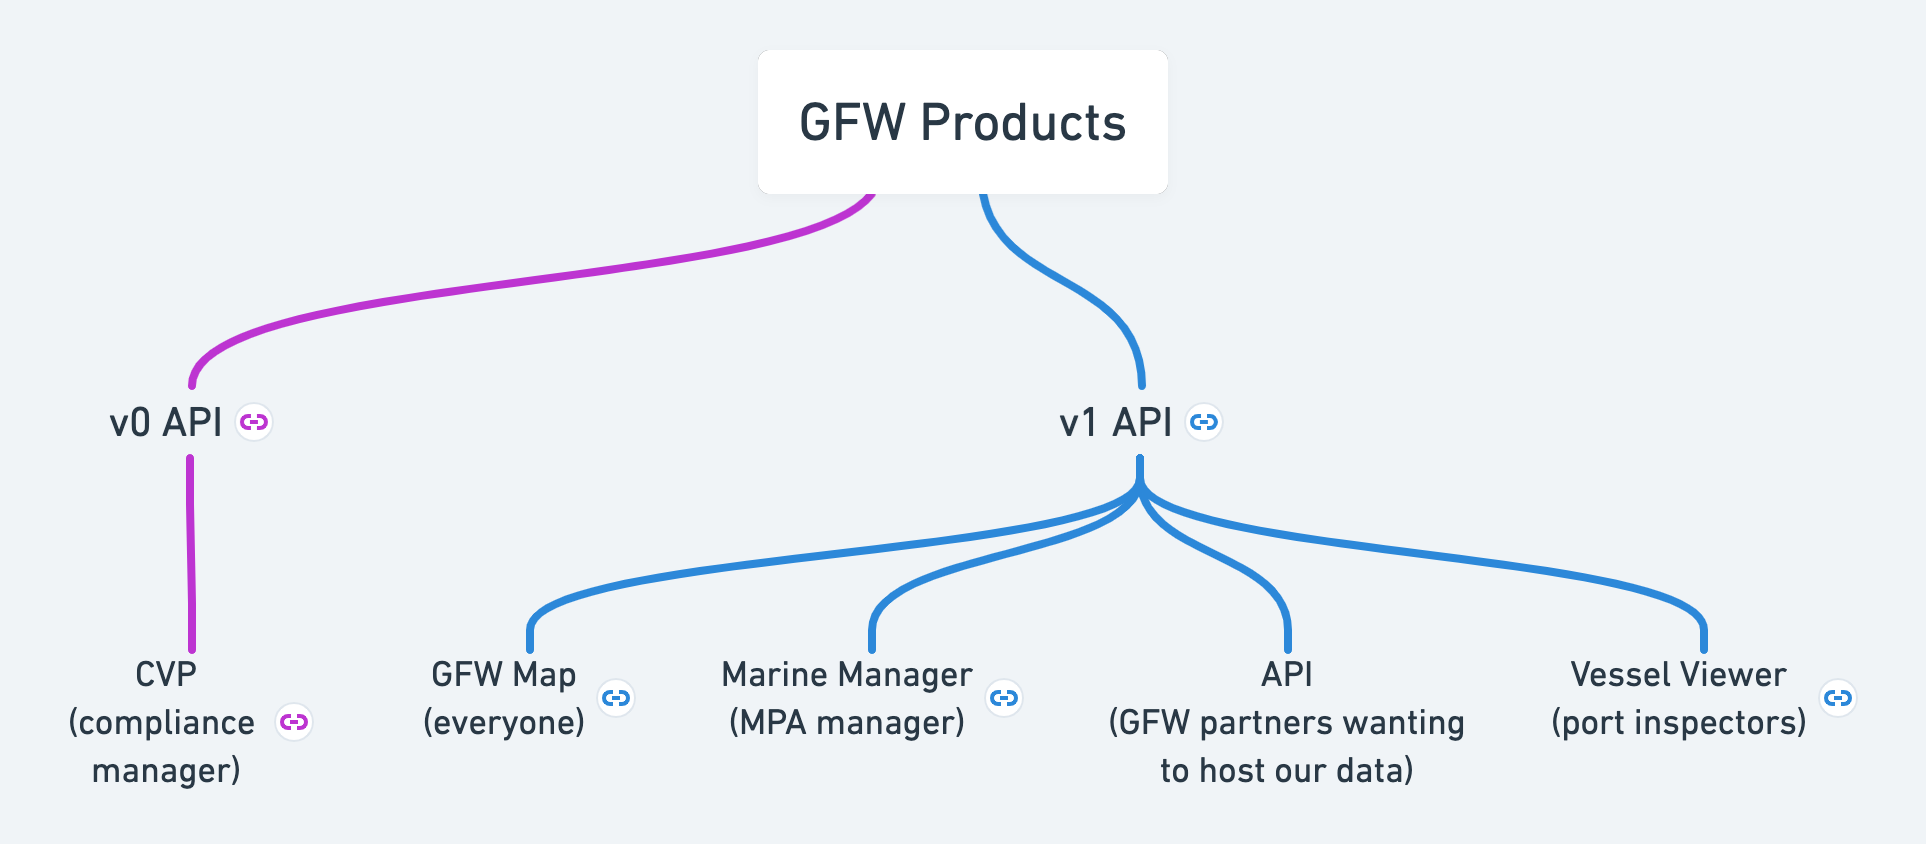 GFW Products
v0 API
v1 API
CVP
(compliance
manager)
GFW Map
(everyone)
Marine Manager
(MPA manager)
API
(GFW partners wanting
to host our data)
Vessel Viewer
(port inspectors)